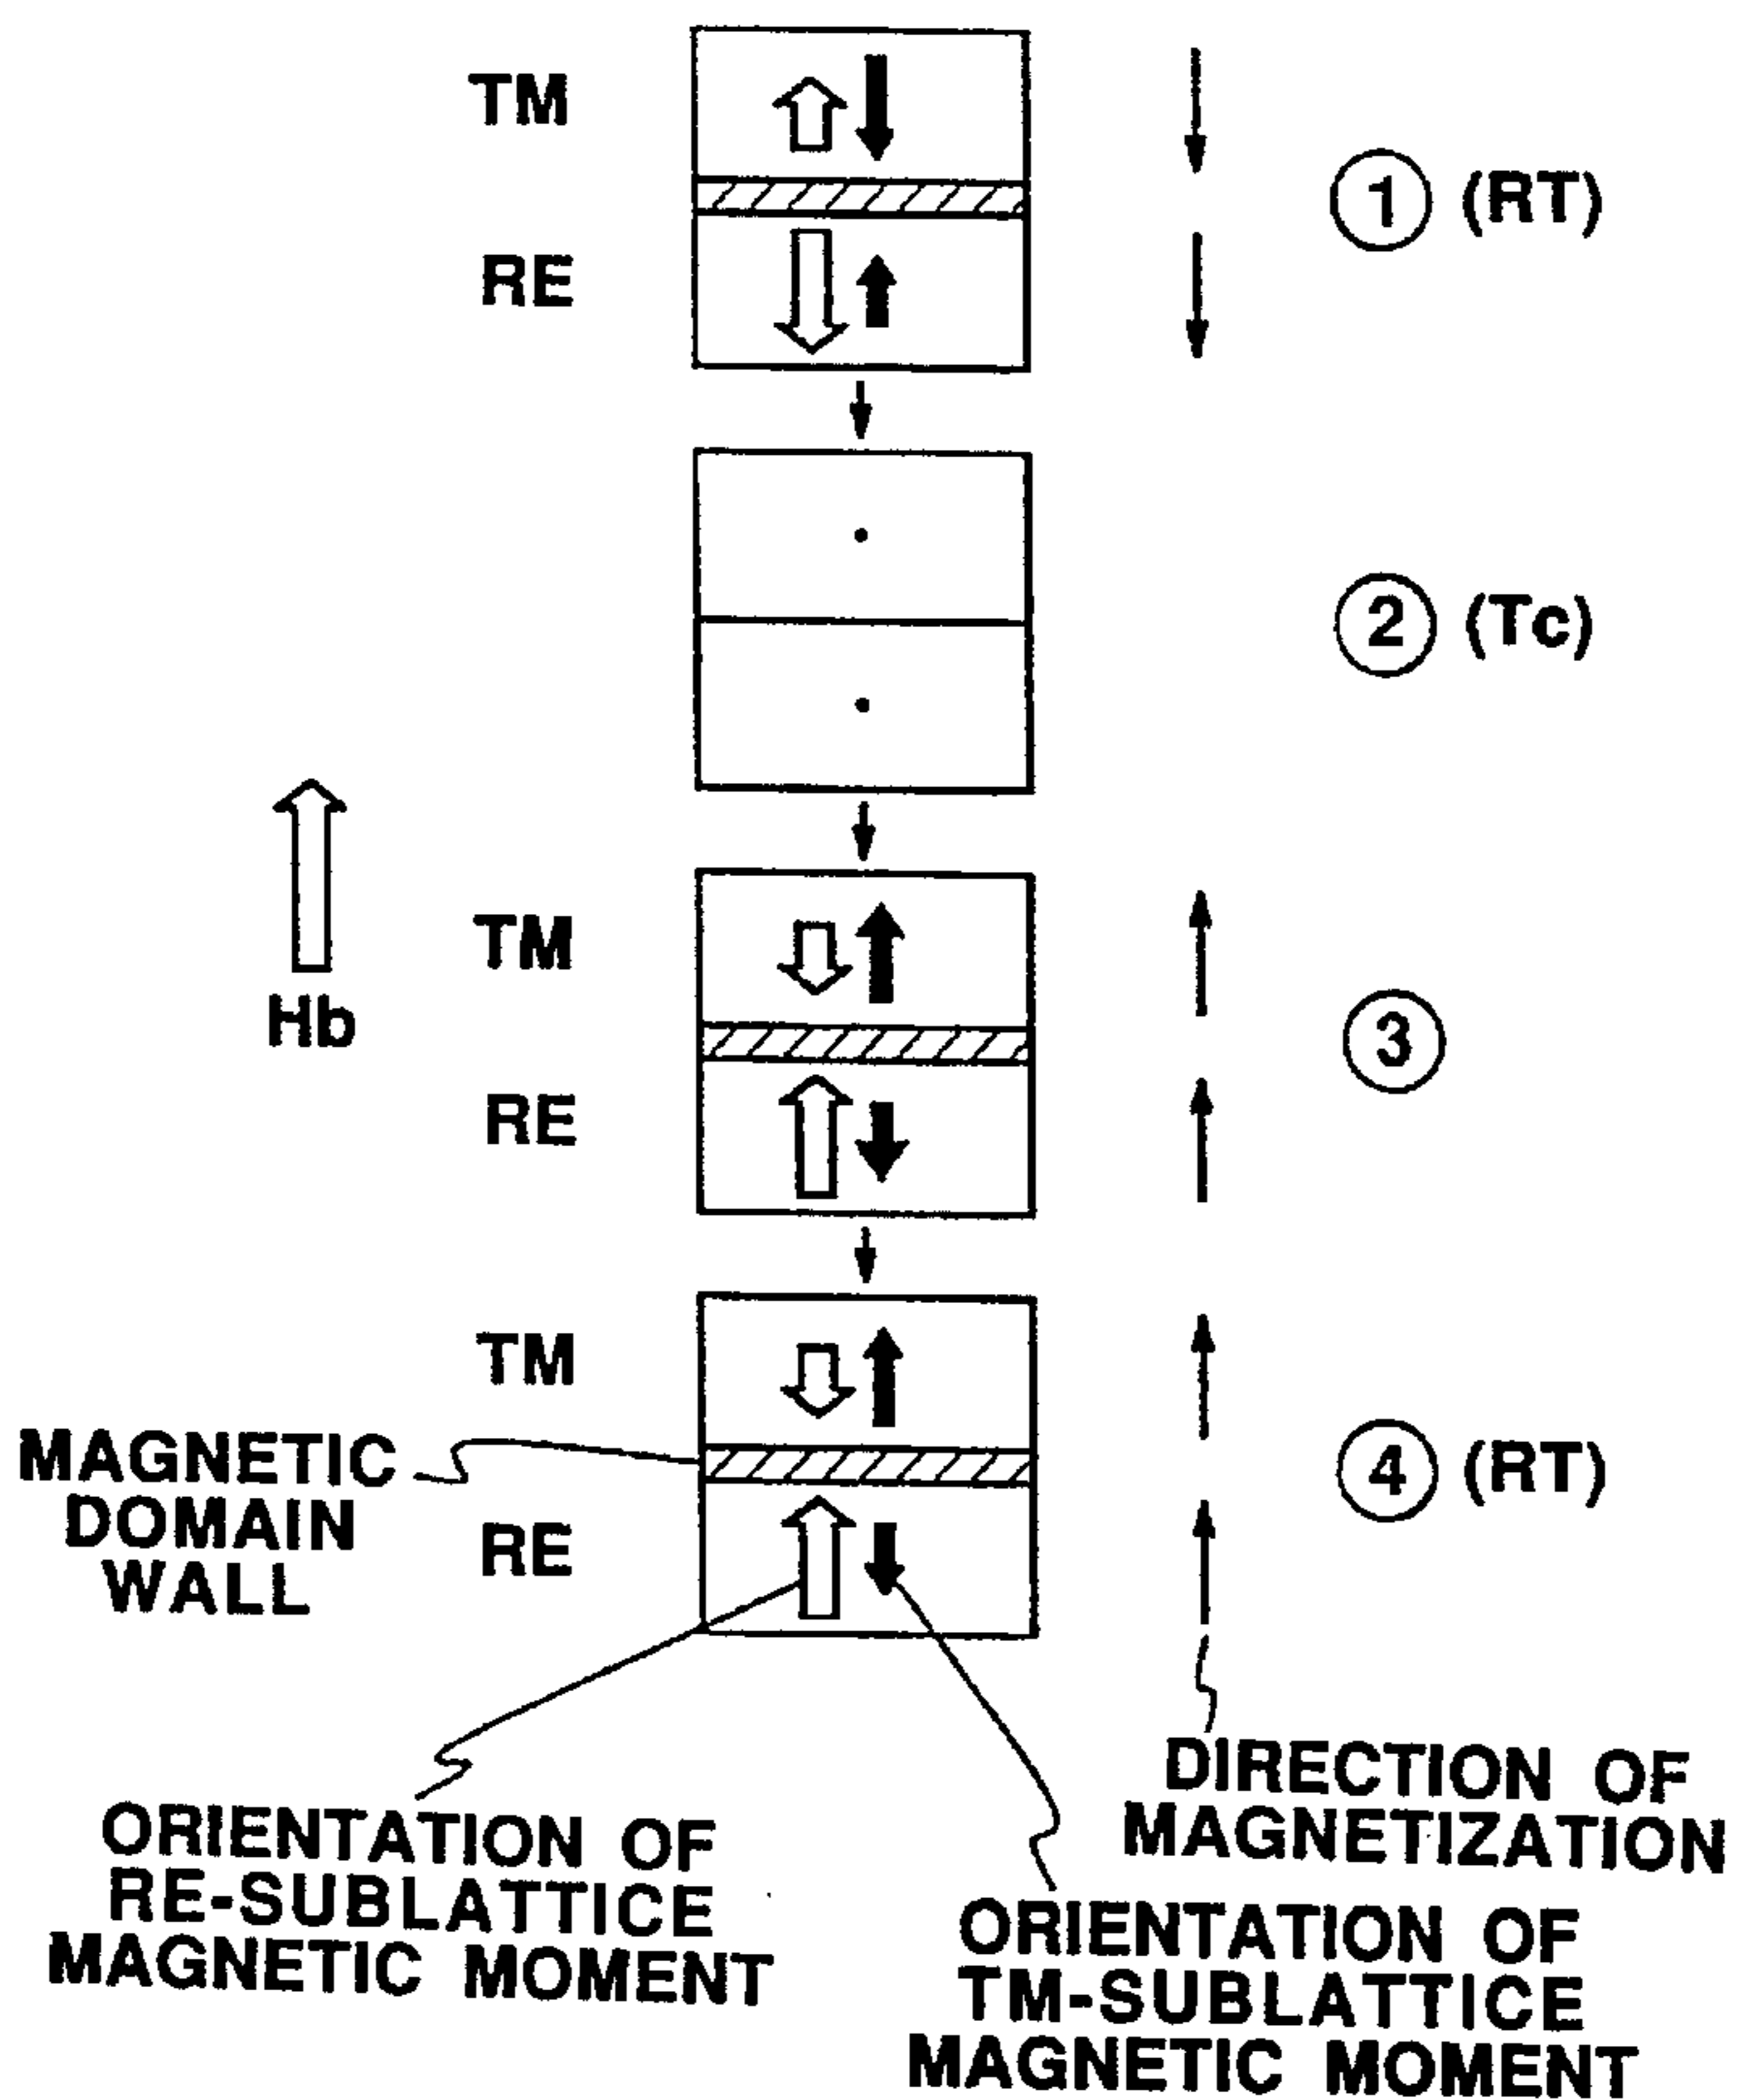 TM
① (RT)
RE
② (Tc)
TM
Hb
③
RE
TM
MAGNETIC
DOMAIN
WALL
④ (RT)
RE
DIRECTION OF
MAGNETIZATION
ORIENTATION OF
RE-SUBLATTICE
MAGNETIC MOMENT
ORIENTATION OF
TM-SUBLATTICE
MAGNETIC MOMENT